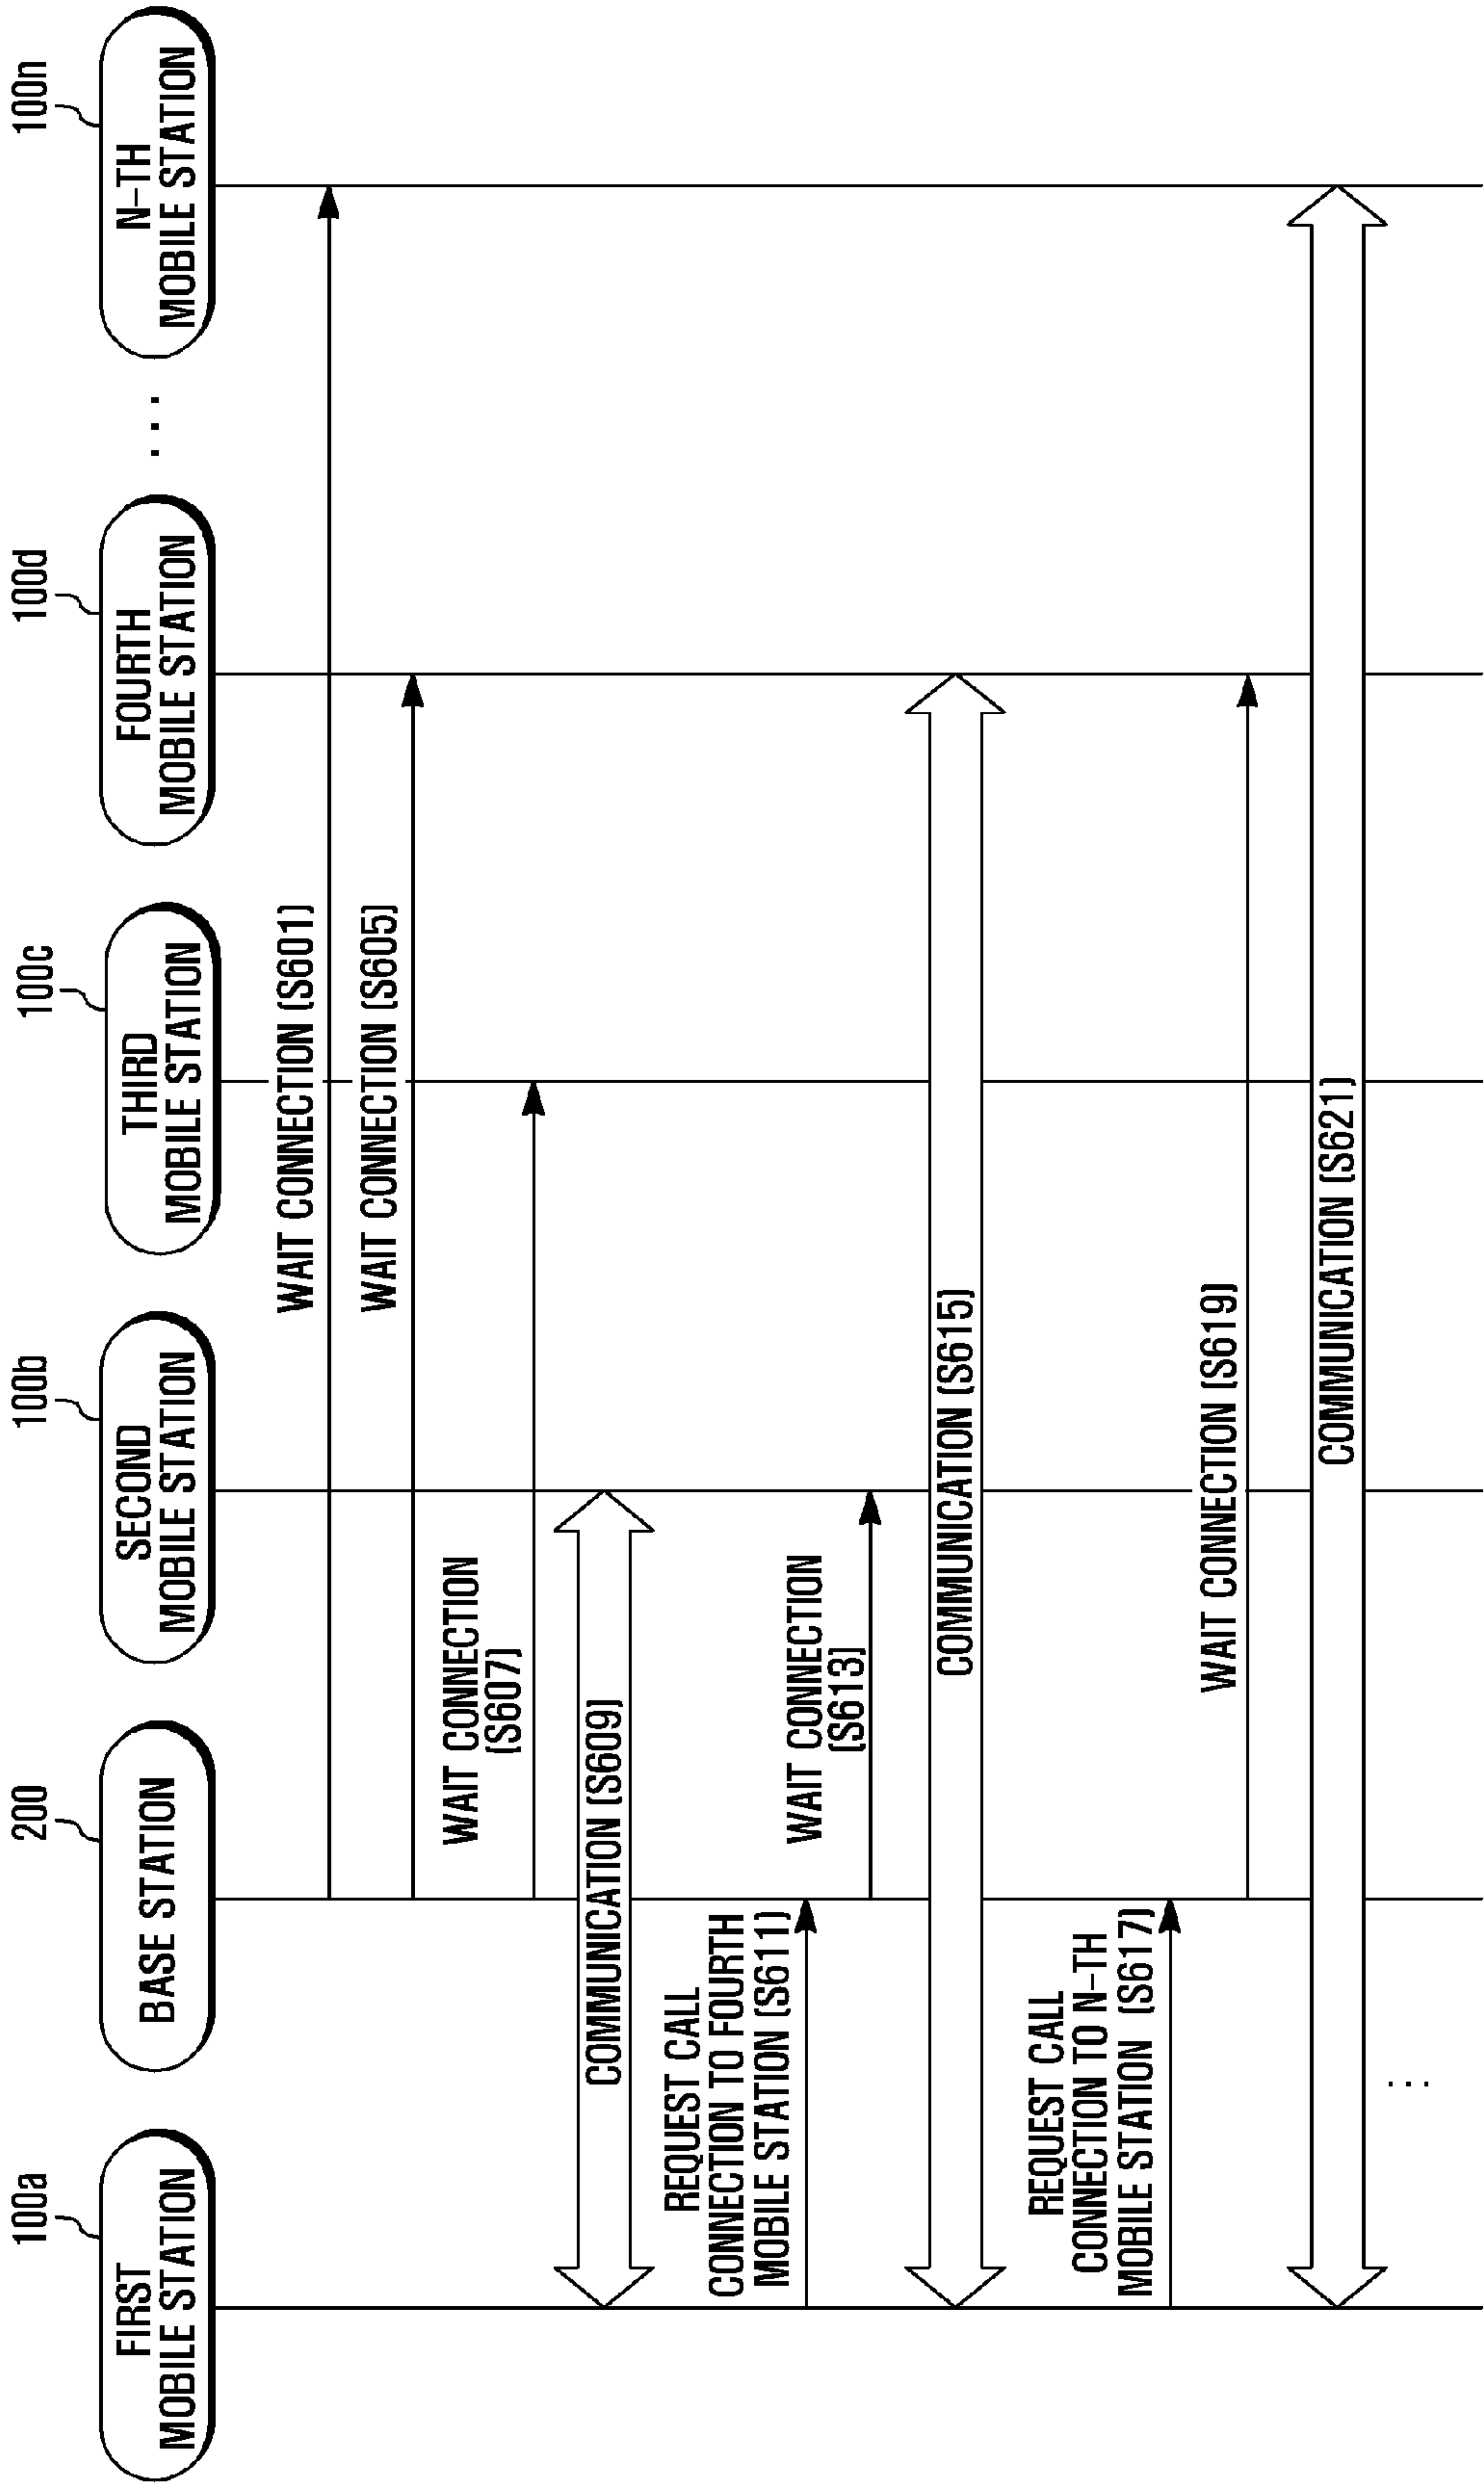 100a
FIRST
MOBILE STATION
200
BASE STATION
100b
SECOND
MOBILE STATION
100c
THIRD
MOBILE STATION
100d
FOURTH
MOBILE STATION
. . .
100n
N-TH
MOBILE STATION
WAIT CONNECTION (S601)
WAIT CONNECTION (S605)
WAIT CONNECTION
(S607)
COMMUNICATION (S609)
REQUEST CALL
CONNECTION TO FOURTH
MOBILE STATION (S611)
WAIT CONNECTION
(S613)
COMMUNICATION (S615)
REQUEST CALL
CONNECTION TO N-TH
MOBILE STATION (S617)
WAIT CONNECTION (S619)
COMMUNICATION (S621)
...